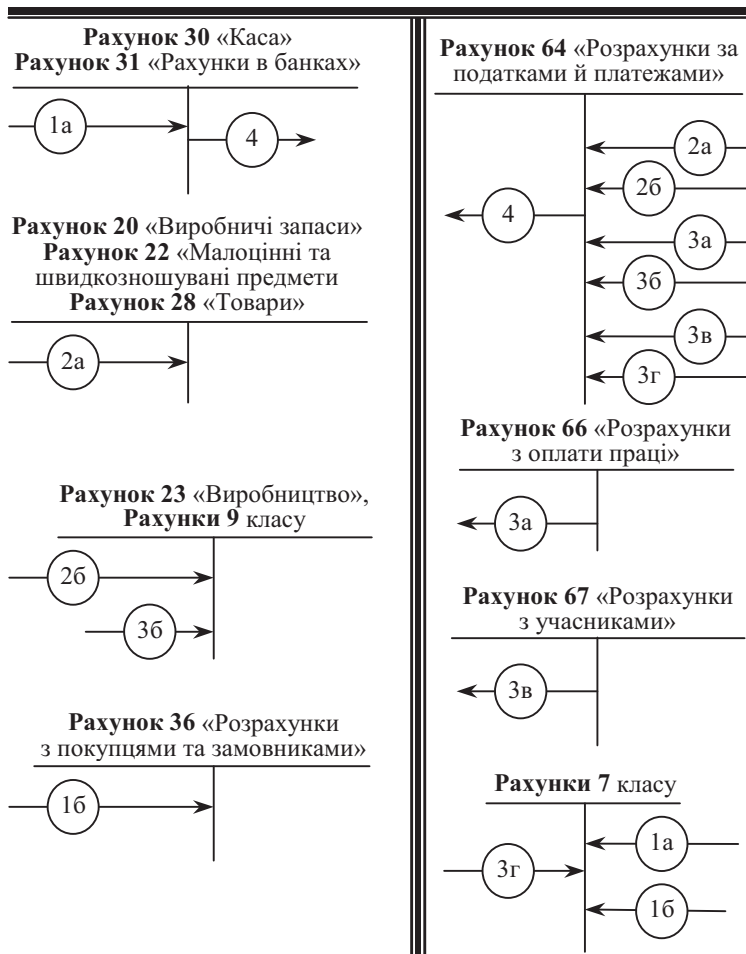 Рахунок 30 «Каса»
Рахунок 31 «Рахунки в банках»
1а
4
Рахунок 20 «Виробничі запаси»
Рахунок 22 «Малоцінні та
швидкозношувані предмети
Рахунок 28 «Товари»
2а
Рахунок 23 «Виробництво»,
Рахунки 9 класу
2б
3б
Рахунок 36 «Розрахунки
з покупцями та замовниками»
1б
Рахунок 64 «Розрахунки за
податками й платежами»
2а
2б
4
3а
3б
3в
3г
Рахунок 66 «Розрахунки
з оплати праці»
3а
Рахунок 67 «Розрахунки
з учасниками»
3в
Рахунки 7 класу
1а
3г
1б